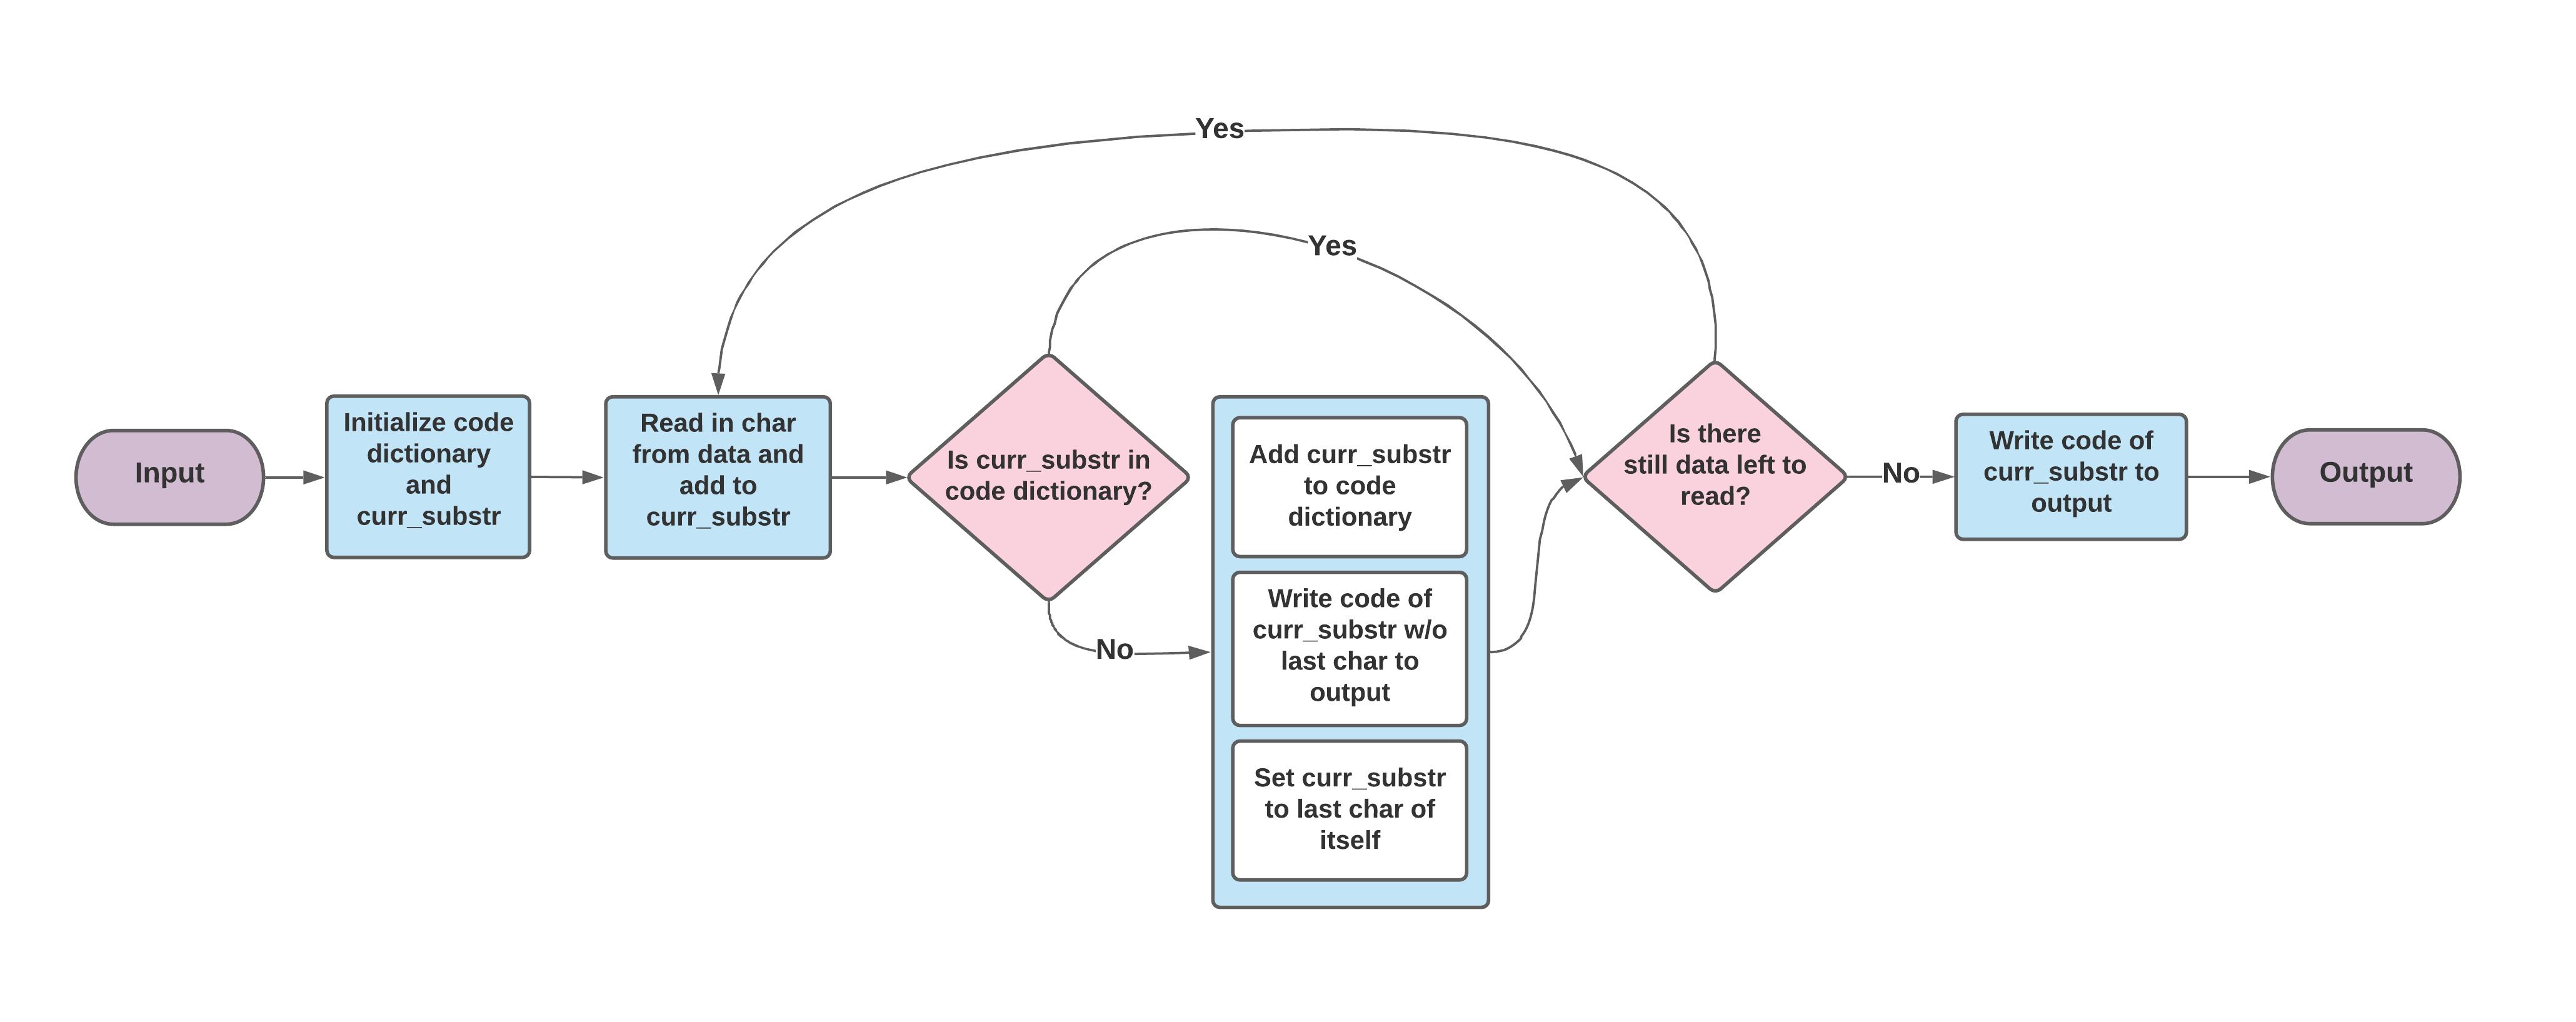 Yes
Yes
Input
Initialize code
dictionary
and
curr_substr
Read in char
from data and
add to
curr_substr
Is curr_substr in
code dictionary?
No
Add curr_substr
to code
dictionary
Write code of
curr_substr w/o
last char to
output
Set curr_substr
to last char of
itself
Is there
still data left to
read?
No
Write code of
curr_substr to
output
Output